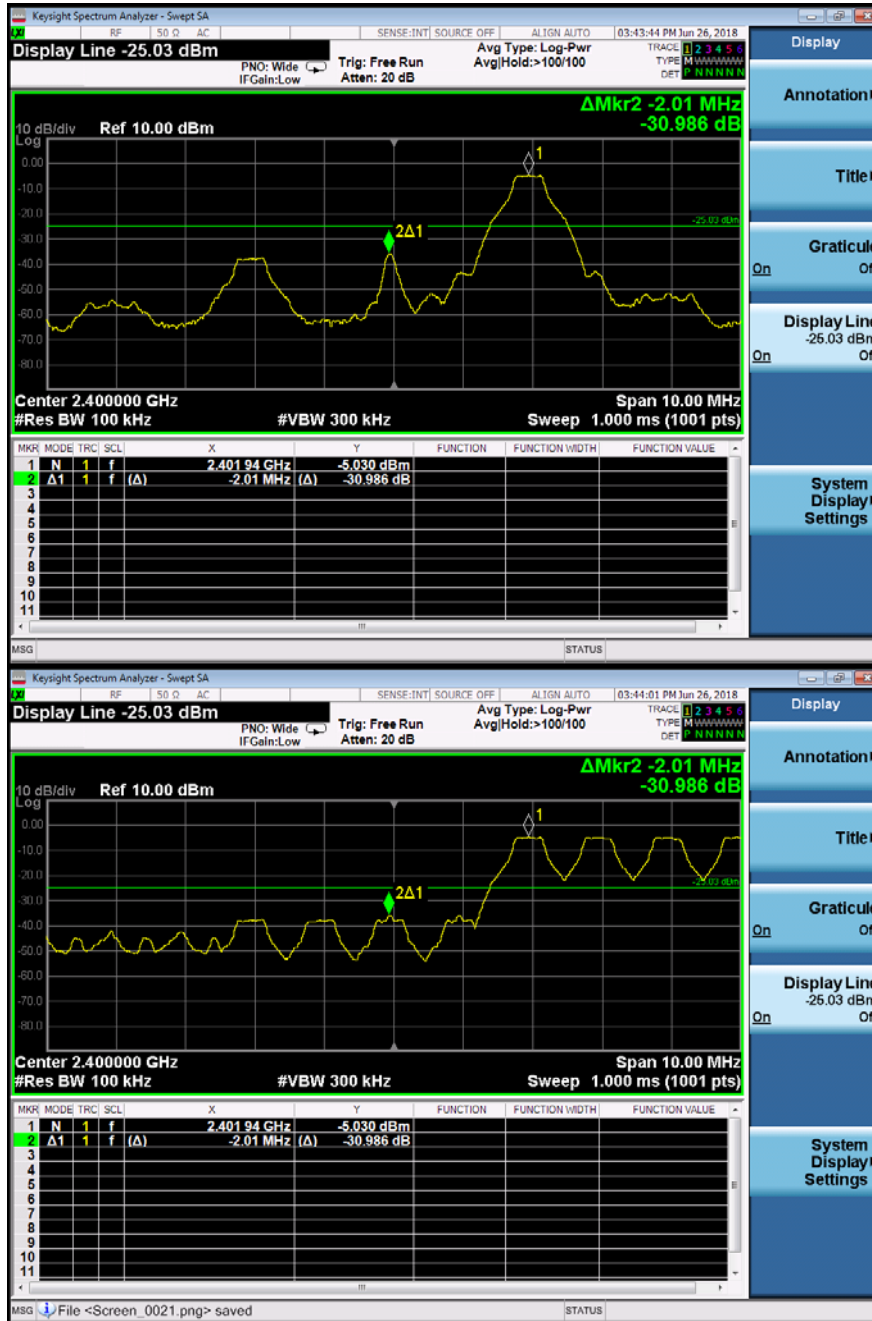 Keysight Spectrum Analyzer - Swept SA
LXI RF 50 Ω AC SENSE:INT SOURCE OFF ALIGN AUTO 03:43:44 PM Jun 26, 2018
Display Line -25.03 dBm
PNO: Wide
IFGain:Low
Trig: Free Run
Atten: 20 dB
Avg Type: Log-Pwr
Avg|Hold:>100/100
TRACE 1 2 3 4 5 6
TYPE M WWWWW
DET P N N N N N
ΔMkr2 -2.01 MHz
-30.986 dB
10 dB/div Ref 10.00 dBm
Log
0.00
-10.0
-20.0
-30.0
-40.0
-50.0
-60.0
-70.0
-80.0
1
2Δ1
-25.03 dBm
Center 2.400000 GHz Span 10.00 MHz
#Res BW 100 kHz #VBW 300 kHz Sweep 1.000 ms (1001 pts)
MKR MODE TRC SCL X Y FUNCTION FUNCTION WIDTH FUNCTION VALUE
1 N 1 f 2.401 94 GHz -5.030 dBm
2 Δ1 1 f (Δ) -2.01 MHz (Δ) -30.986 dB
3
4
5
6
7
8
9
10
11
MSG STATUS
Display
Annotation
Title
Graticule
On Of
Display Line
-25.03 dBm
On Of
System
Display
Settings
Keysight Spectrum Analyzer - Swept SA
LXI RF 50 Ω AC SENSE:INT SOURCE OFF ALIGN AUTO 03:44:01 PM Jun 26, 2018
Display Line -25.03 dBm
PNO: Wide
IFGain:Low
Trig: Free Run
Atten: 20 dB
Avg Type: Log-Pwr
Avg|Hold:>100/100
TRACE 1 2 3 4 5 6
TYPE M WWWWW
DET P N N N N N
ΔMkr2 -2.01 MHz
-30.986 dB
10 dB/div Ref 10.00 dBm
Log
0.00
-10.0
-20.0
-30.0
-40.0
-50.0
-60.0
-70.0
-80.0
1
2Δ1
-25.03 dBm
Center 2.400000 GHz Span 10.00 MHz
#Res BW 100 kHz #VBW 300 kHz Sweep 1.000 ms (1001 pts)
MKR MODE TRC SCL X Y FUNCTION FUNCTION WIDTH FUNCTION VALUE
1 N 1 f 2.401 94 GHz -5.030 dBm
2 Δ1 1 f (Δ) -2.01 MHz (Δ) -30.986 dB
3
4
5
6
7
8
9
10
11
MSG File <Screen_0021.png> saved STATUS
Display
Annotation
Title
Graticule
On Of
Display Line
-25.03 dBm
On Of
System
Display
Settings